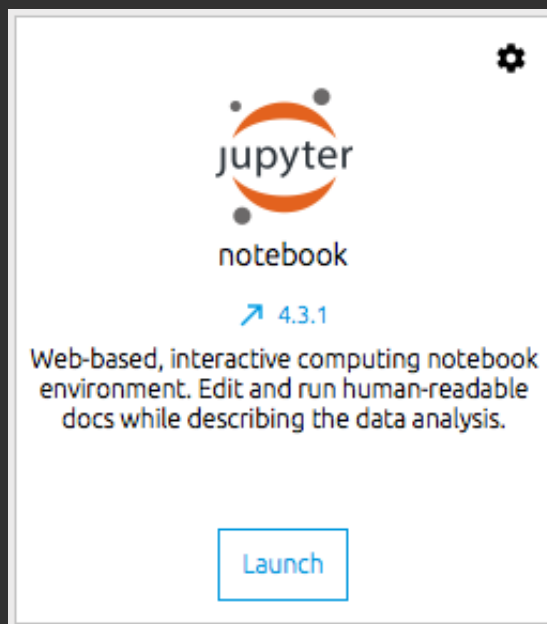 jupyter
notebook
4.3.1
Web-based, interactive computing notebook
environment. Edit and run human-readable
docs while describing the data analysis.
Launch